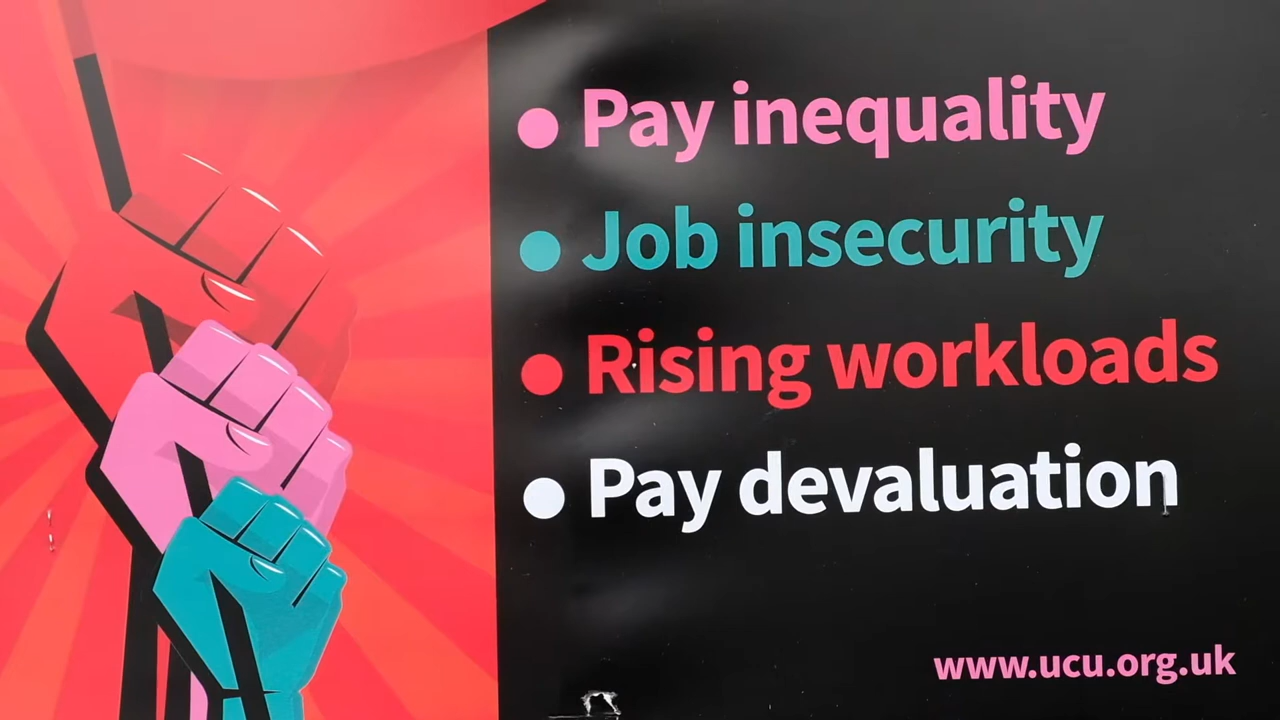 • Pay inequality
• Job insecurity
• Rising workloads
• Pay devaluation
www.ucu.org.uk